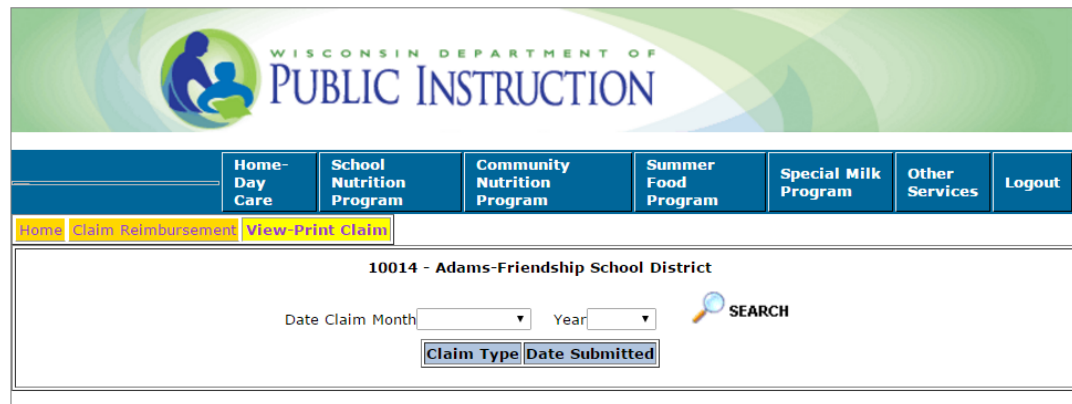 WISCONSIN DEPARTMENT OF
PUBLIC INSTRUCTION
Home-Day Care School Nutrition Program Community Nutrition Program Summer Food Program Special Milk Program Other Services Logout
Home Claim Reimbursement View-Print Claim
10014 - Adams-Friendship School District
Date Claim Month Year SEARCH
Claim Type Date Submitted